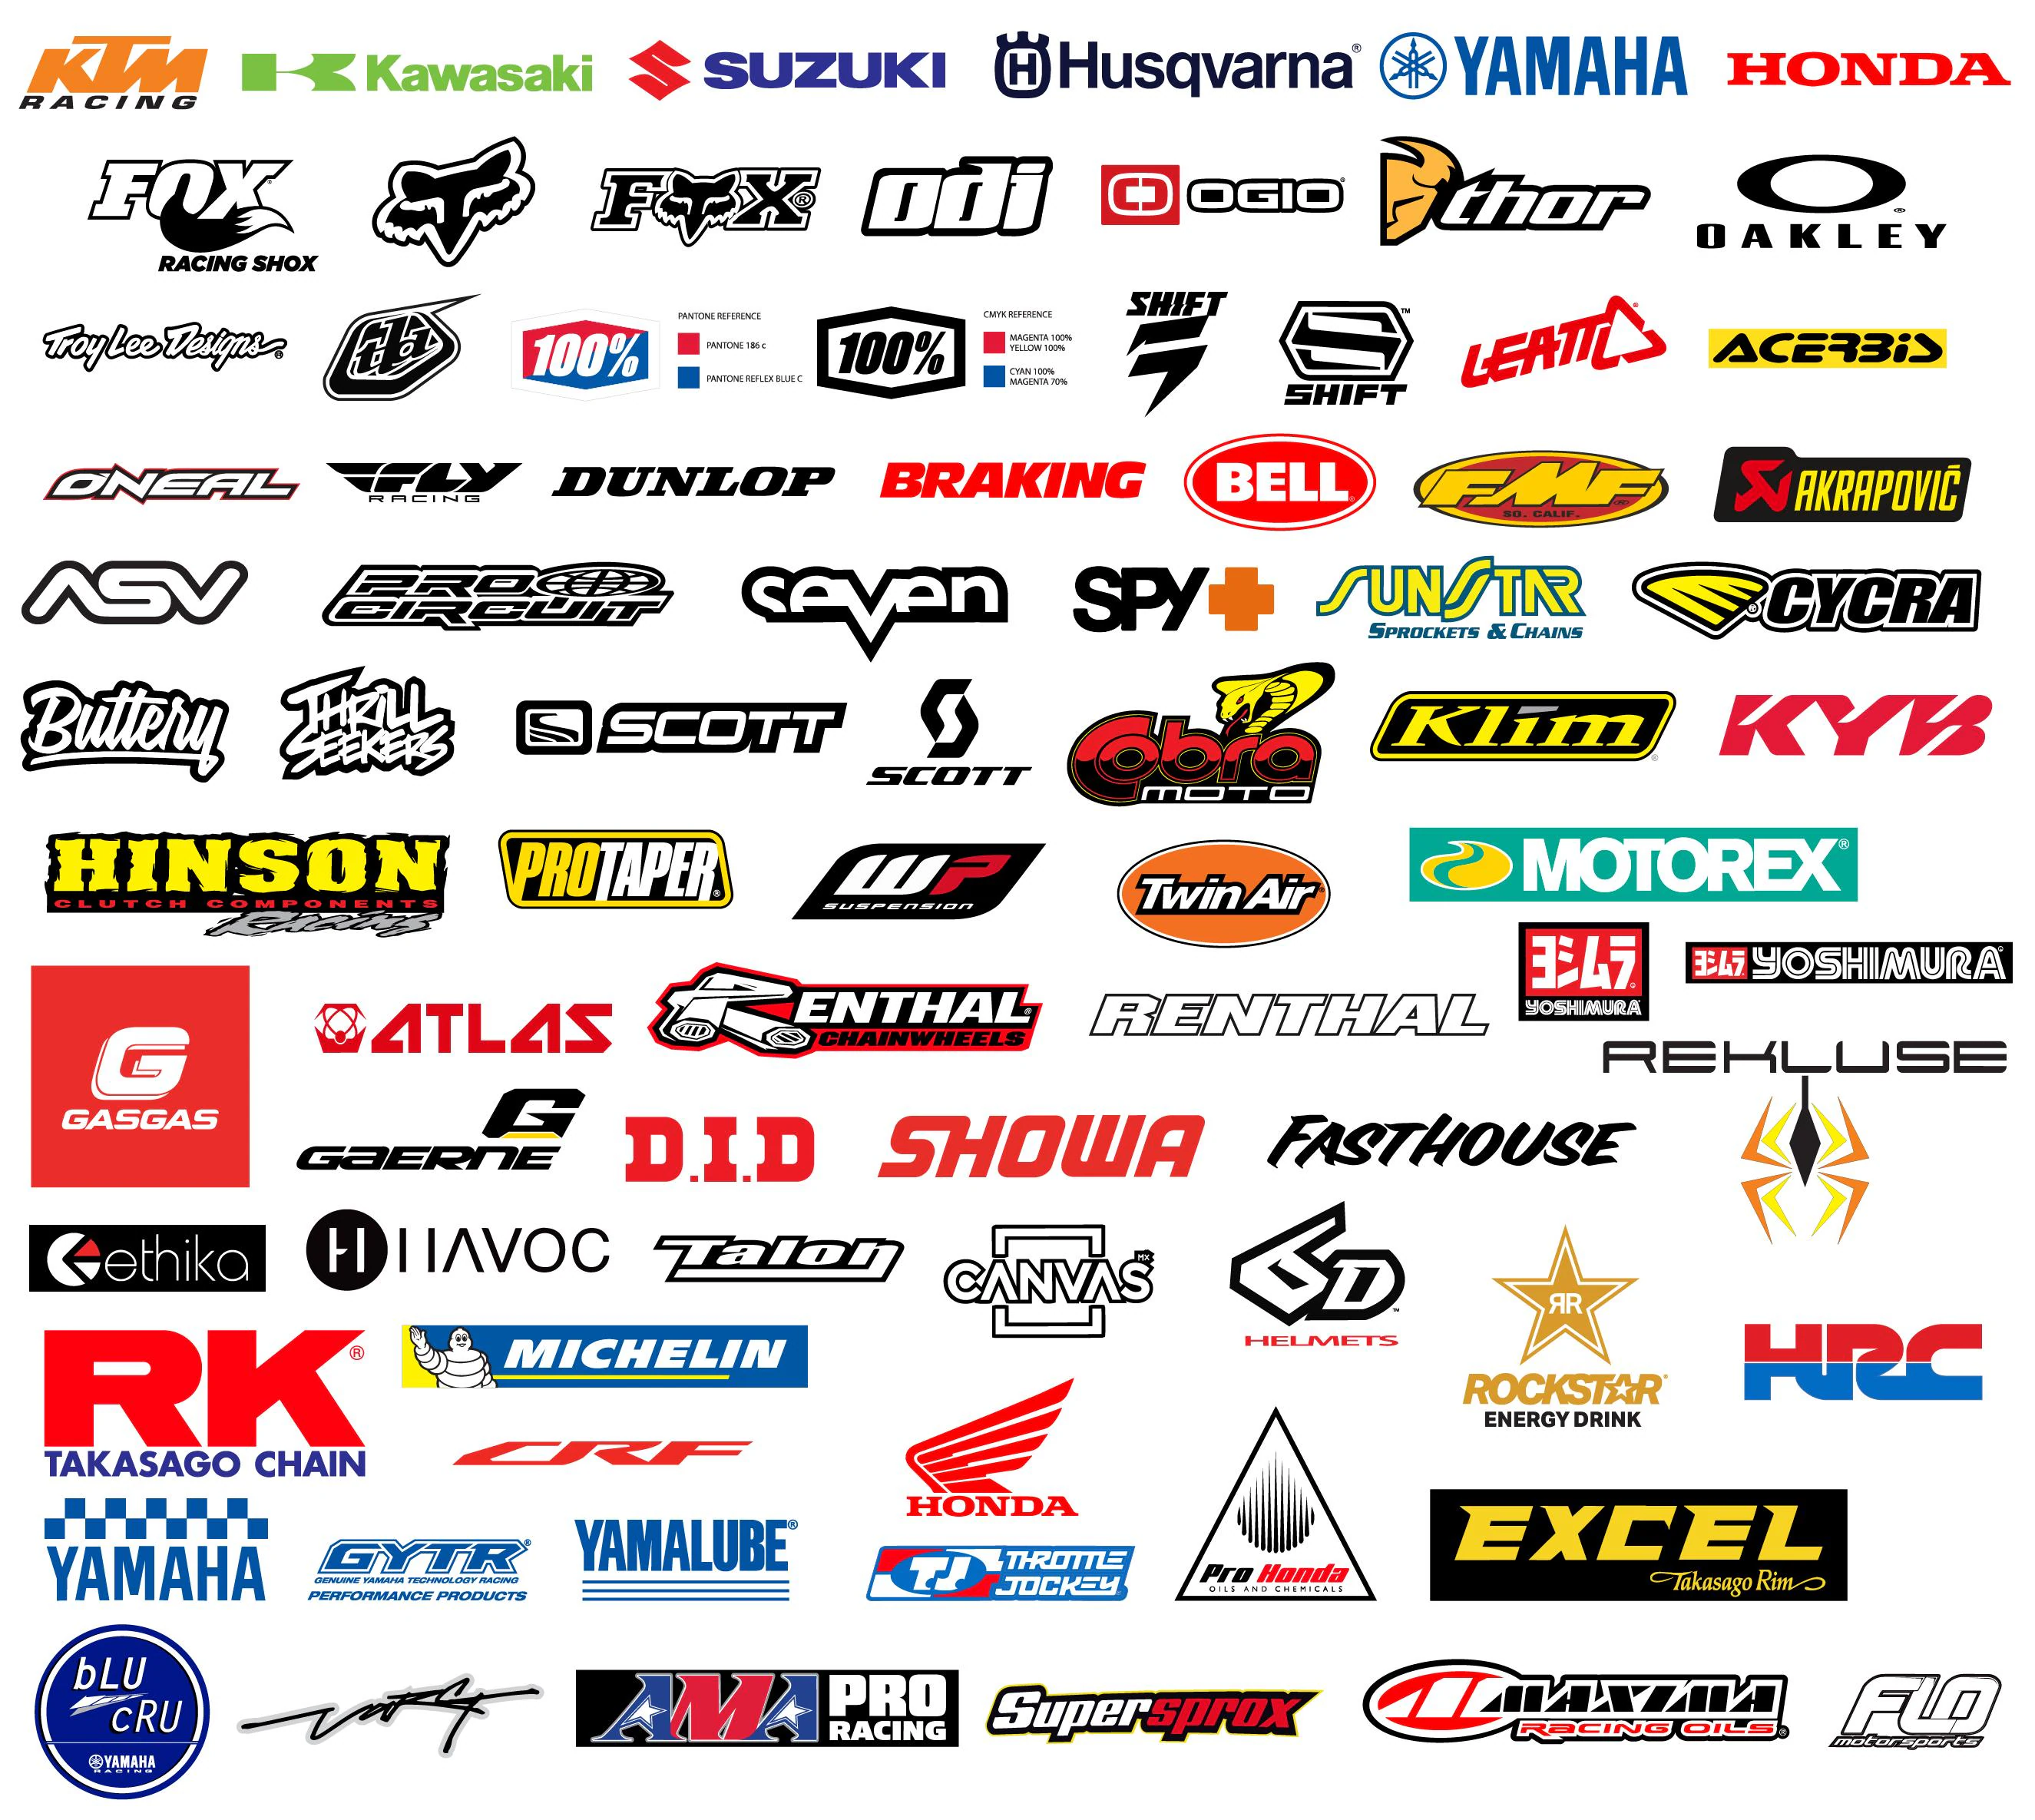 KTM
RACING
Kawasaki
SUZUKI
Husqvarna®
YAMAHA
HONDA
FOX
RACING SHOX
FOX®
odi
OGIO®
thor
OAKLEY
®
Troy Lee Designs®
tld
100%
PANTONE REFERENCE
PANTONE 186 c
PANTONE REFLEX BLUE C
100%
CMYK REFERENCE
MAGENTA 100%
YELLOW 100%
CYAN 100%
MAGENTA 70%
SHIFT
SHIFT
™
LEATT
ACERBIS
ONEAL
FLY
RACING
DUNLOP
BRAKING
BELL
FMF
SO. CALIF.
AKRAPOVIČ
ASV
PRO
CIRCUIT
seven
SPY
SUNSTAR
SPROCKETS & CHAINS
CYCRA
Buttery
THRILL
SEEKERS
SCOTT
SCOTT
Cobra
MOTO
Klim
®
KYB
HINSON
CLUTCH COMPONENTS
Racing
PROTAPER®
WP
SUSPENSION
Twin Air
MOTOREX®
ヨシムラ
YOSHIMURA
ヨシムラ YOSHIMURA
G
GASGAS
ATLAS
RENTHAL®
CHAINWHEELS
RENTHAL
REKLUSE
G
GAERNE
D.I.D
SHOWA
FASTHOUSE
ethika
H HAVOC
Talon
CANVAS
MX
6D
™
HELMETS
RR
ROCKSTAR
ENERGY DRINK
HRC
RK®
TAKASAGO CHAIN
MICHELIN
CRF
HONDA
Pro Honda
OILS AND CHEMICALS
EXCEL
Takasago Rim
YAMAHA
GYTR®
GENUINE YAMAHA TECHNOLOGY RACING
PERFORMANCE PRODUCTS
YAMALUBE®
TJ THROTTLE
JOCKEY
bLU
cRU
YAMAHA
RACING
AMA PRO
RACING
Supersprox
MAXIMA
RACING OILS®
FLO
motorsports